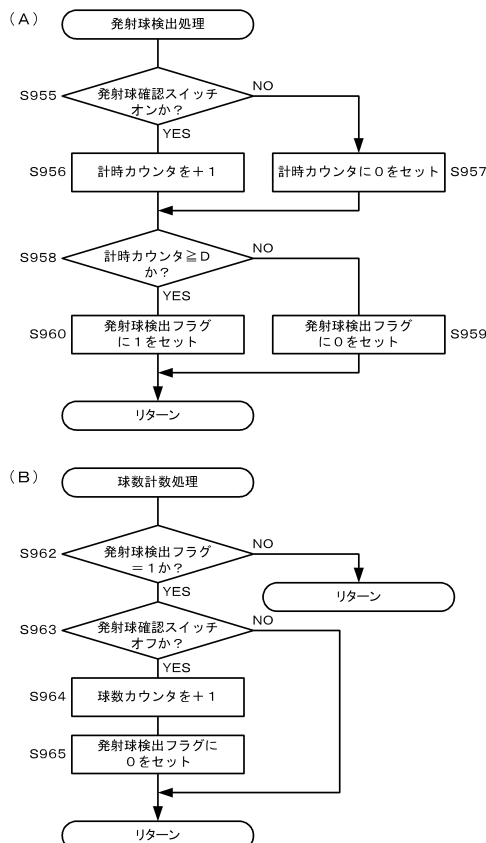 （A）
発射球検出処理
S955
発射球確認スイッチ
オンか？
NO
YES
S956
計時カウンタを＋１
計時カウンタに０をセット
S957
S958
計時カウンタ≧D
か？
NO
YES
S960
発射球検出フラグ
に１をセット
発射球検出フラグ
に０をセット
S959
リターン
（B）
球数計数処理
S962
発射球検出フラグ
＝１か？
NO
YES
リターン
S963
発射球確認スイッチ
オフか？
NO
YES
S964
球数カウンタを＋１
S965
発射球検出フラグに
０をセット
リターン